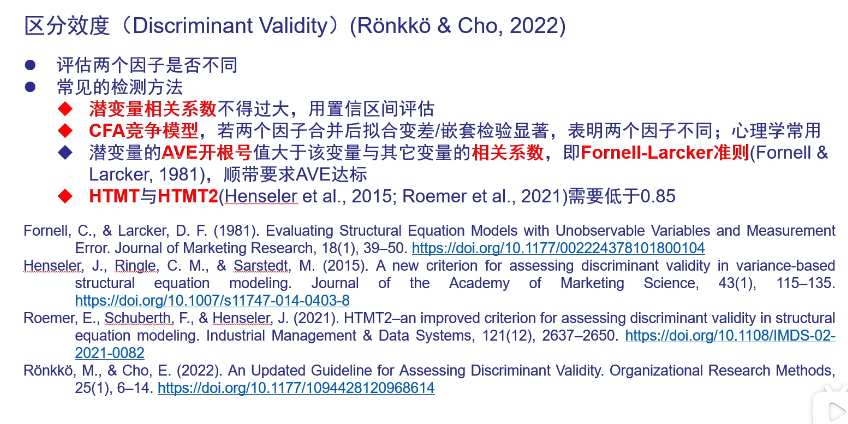 区分效度（Discriminant Validity）(Rönkkö & Cho, 2022)
● 评估两个因子是否不同
● 常见的检测方法
◆ 潜变量相关系数不得过大，用置信区间评估
◆ CFA竞争模型，若两个因子合并后拟合变差/嵌套检验显著，表明两个因子不同；心理学常用
◆ 潜变量的AVE开根号值大于该变量与其它变量的相关系数，即Fornell-Larcker准则(Fornell &
Larcker, 1981)，顺带要求AVE达标
◆ HTMT与HTMT2(Henseler et al., 2015; Roemer et al., 2021)需要低于0.85
Fornell, C., & Larcker, D. F. (1981). Evaluating Structural Equation Models with Unobservable Variables and Measurement
Error. Journal of Marketing Research, 18(1), 39–50. https://doi.org/10.1177/002224378101800104
Henseler, J., Ringle, C. M., & Sarstedt, M. (2015). A new criterion for assessing discriminant validity in variance-based
structural equation modeling. Journal of the Academy of Marketing Science, 43(1), 115–135.
https://doi.org/10.1007/s11747-014-0403-8
Roemer, E., Schuberth, F., & Henseler, J. (2021). HTMT2–an improved criterion for assessing discriminant validity in structural
equation modeling. Industrial Management & Data Systems, 121(12), 2637–2650. https://doi.org/10.1108/IMDS-02-
2021-0082
Rönkkö, M., & Cho, E. (2022). An Updated Guideline for Assessing Discriminant Validity. Organizational Research Methods,
25(1), 6–14. https://doi.org/10.1177/1094428120968614